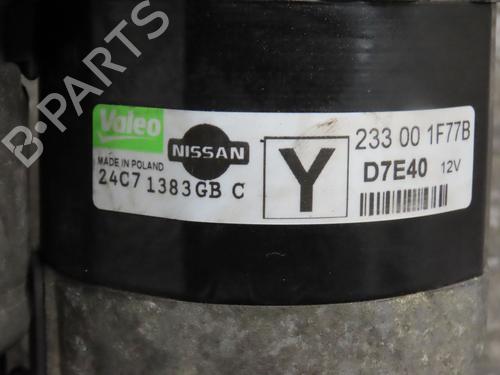 Valeo
NISSAN
MADE IN POLAND
24C7 1383GB C
Y
233 00 1F77B
D7E40 12V
B-PARTS